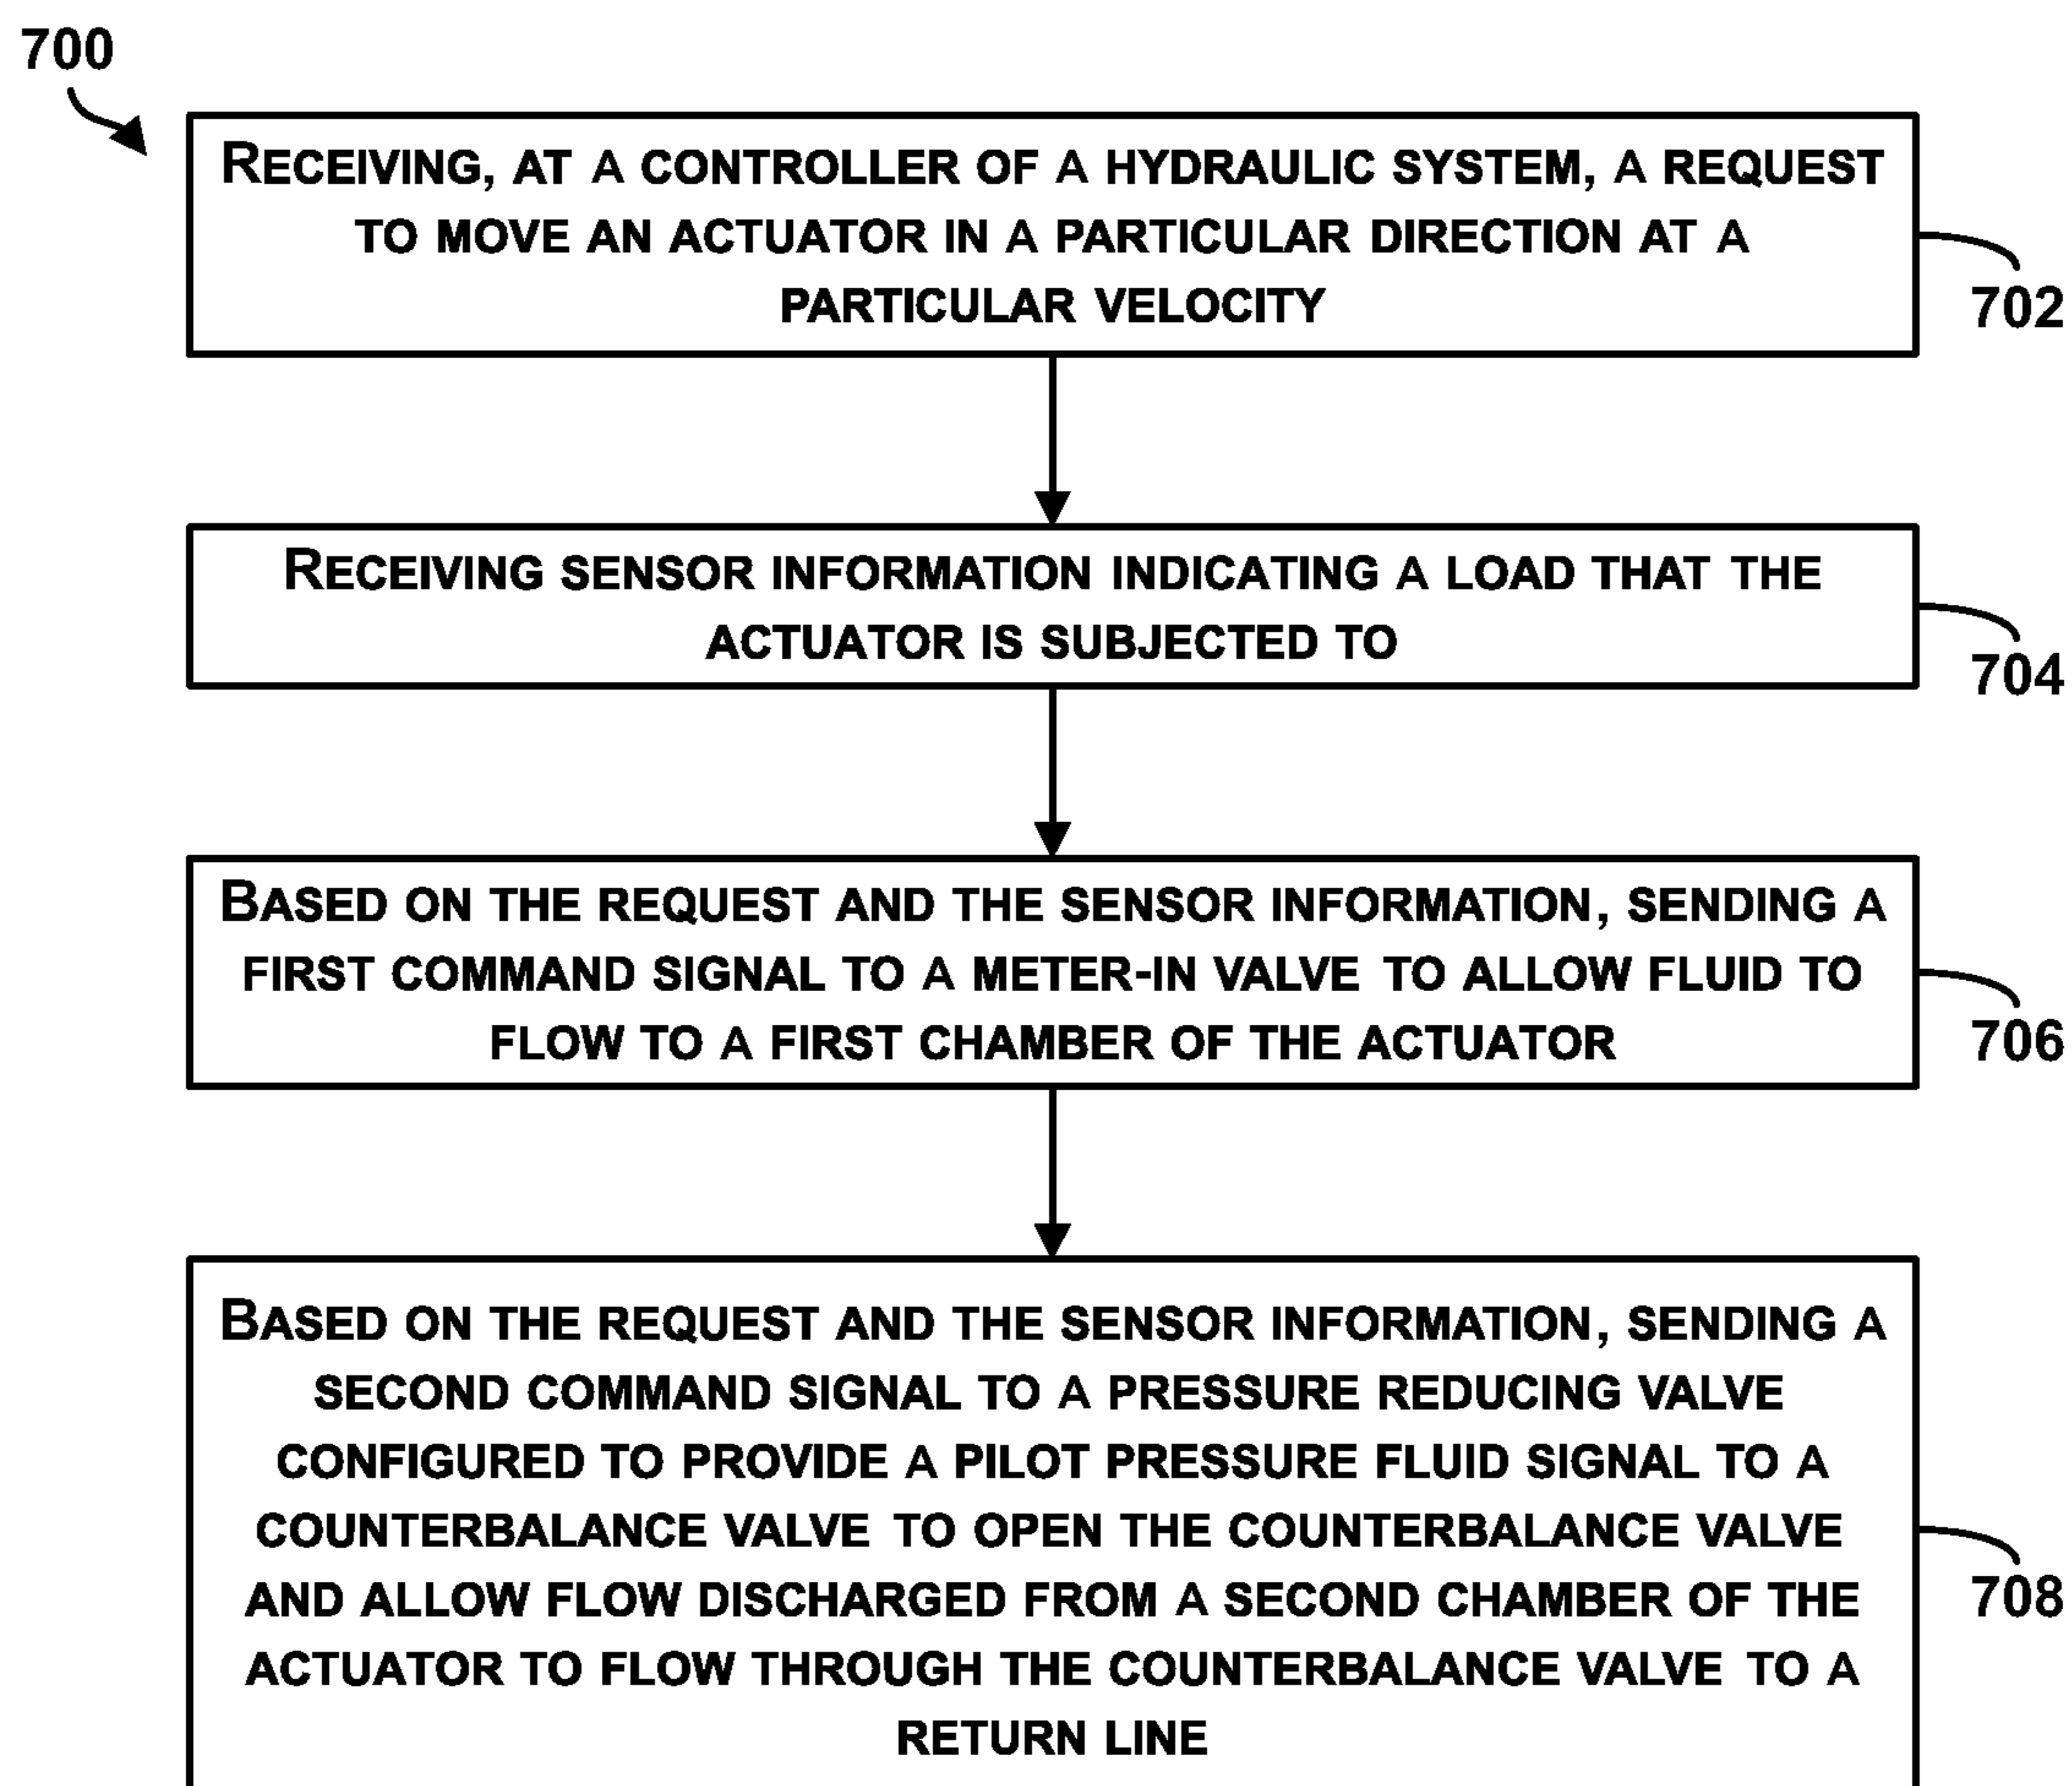 700
RECEIVING, AT A CONTROLLER OF A HYDRAULIC SYSTEM, A REQUEST
TO MOVE AN ACTUATOR IN A PARTICULAR DIRECTION AT A
PARTICULAR VELOCITY
702
RECEIVING SENSOR INFORMATION INDICATING A LOAD THAT THE
ACTUATOR IS SUBJECTED TO
704
BASED ON THE REQUEST AND THE SENSOR INFORMATION, SENDING A
FIRST COMMAND SIGNAL TO A METER-IN VALVE TO ALLOW FLUID TO
FLOW TO A FIRST CHAMBER OF THE ACTUATOR
706
BASED ON THE REQUEST AND THE SENSOR INFORMATION, SENDING A
SECOND COMMAND SIGNAL TO A PRESSURE REDUCING VALVE
CONFIGURED TO PROVIDE A PILOT PRESSURE FLUID SIGNAL TO A
COUNTERBALANCE VALVE TO OPEN THE COUNTERBALANCE VALVE
AND ALLOW FLOW DISCHARGED FROM A SECOND CHAMBER OF THE
ACTUATOR TO FLOW THROUGH THE COUNTERBALANCE VALVE TO A
RETURN LINE
708